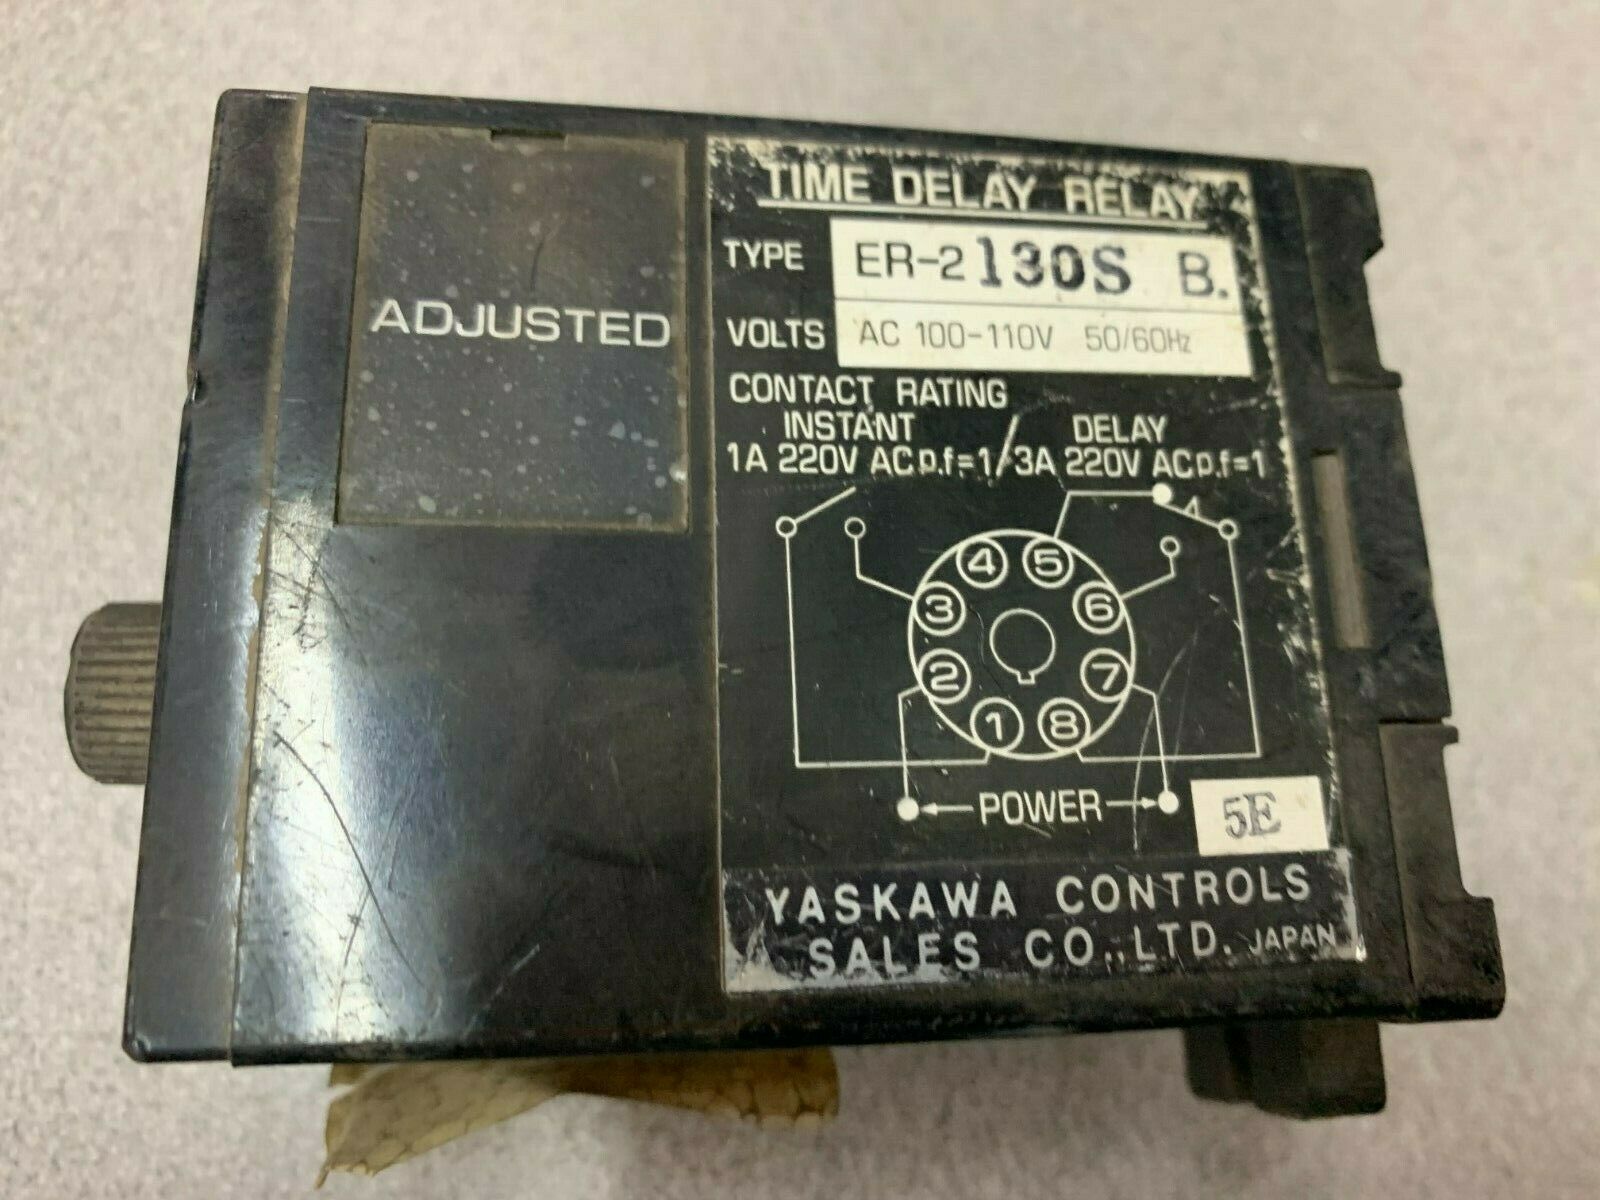 ADJUSTED
TIME DELAY RELAY
TYPE ER-2130S B.
VOLTS AC 100-110V 50/60Hz
CONTACT RATING
INSTANT / DELAY
1A 220V AC p.f=1/3A 220V AC p.f=1
4 5
3 6
2 7
1 8
POWER
5E
YASKAWA CONTROLS
SALES CO.,LTD. JAPAN